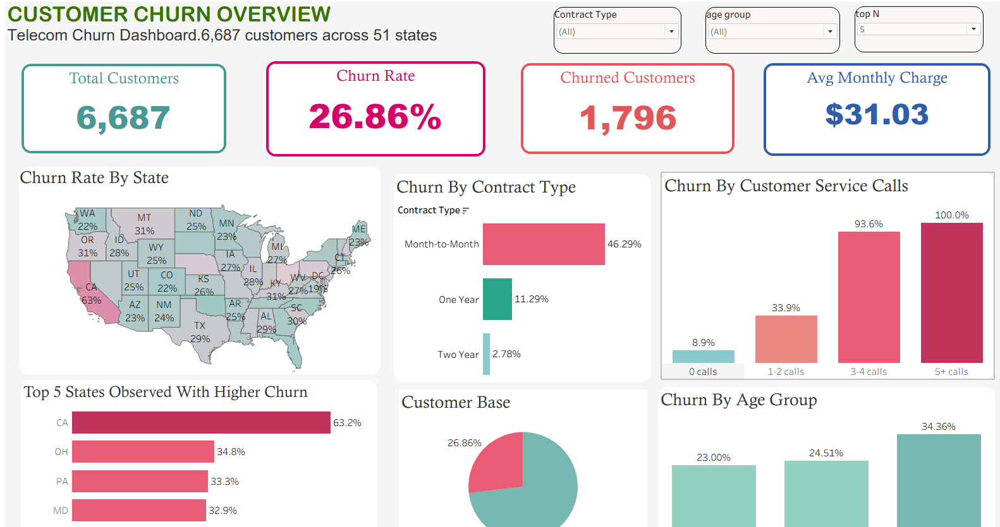 CUSTOMER CHURN OVERVIEW
Telecom Churn Dashboard.6,687 customers across 51 states
Contract Type
(All)
age group
(All)
top N
5
Total Customers
6,687
Churn Rate
26.86%
Churned Customers
1,796
Avg Monthly Charge
$31.03
Churn Rate By State
WA
22%
MT
31%
ND
25%
MN
23%
ME
23%
OR
31%
ID
28%
WY
25%
MI
27%
IA
27%
CT
26%
UT
25%
CO
22%
KS
26%
IL
28%
KY
31%
WV
27%
DC
19%
CA
63%
AZ
23%
NM
24%
AR
25%
SC
30%
AL
29%
TX
29%
Churn By Contract Type
Contract Type
Month-to-Month
46.29%
One Year
11.29%
Two Year
2.78%
Churn By Customer Service Calls
8.9%
33.9%
93.6%
100.0%
0 calls
1-2 calls
3-4 calls
5+ calls
Top 5 States Observed With Higher Churn
CA
63.2%
OH
34.8%
PA
33.3%
MD
32.9%
Customer Base
26.86%
Churn By Age Group
23.00%
24.51%
34.36%